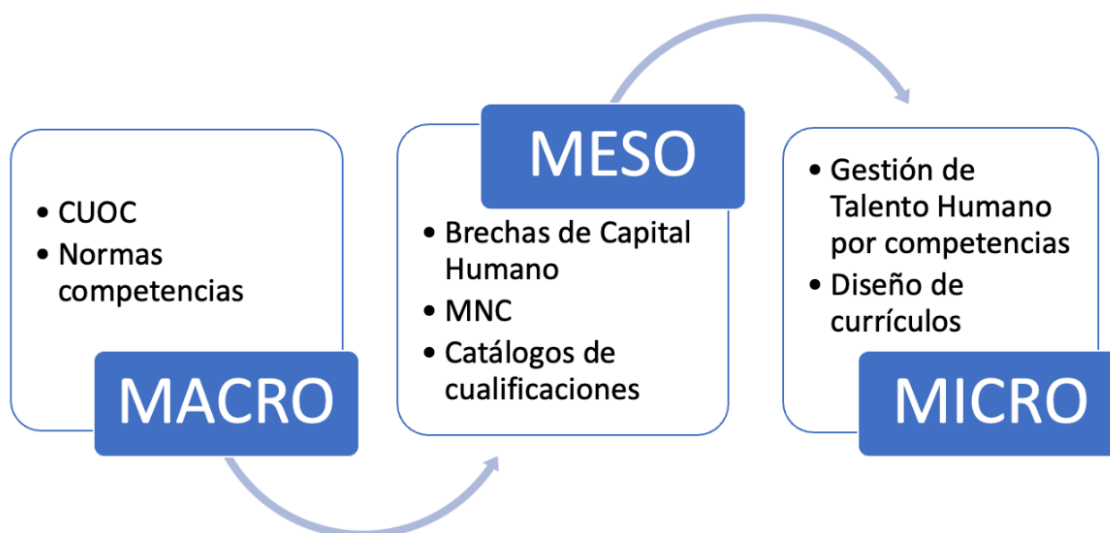 • CUOC
• Normas
competencias
MACRO
MESO
• Brechas de Capital
Humano
• MNC
• Catálogos de
cualificaciones
• Gestión de
Talento Humano
por competencias
• Diseño de
currículos
MICRO